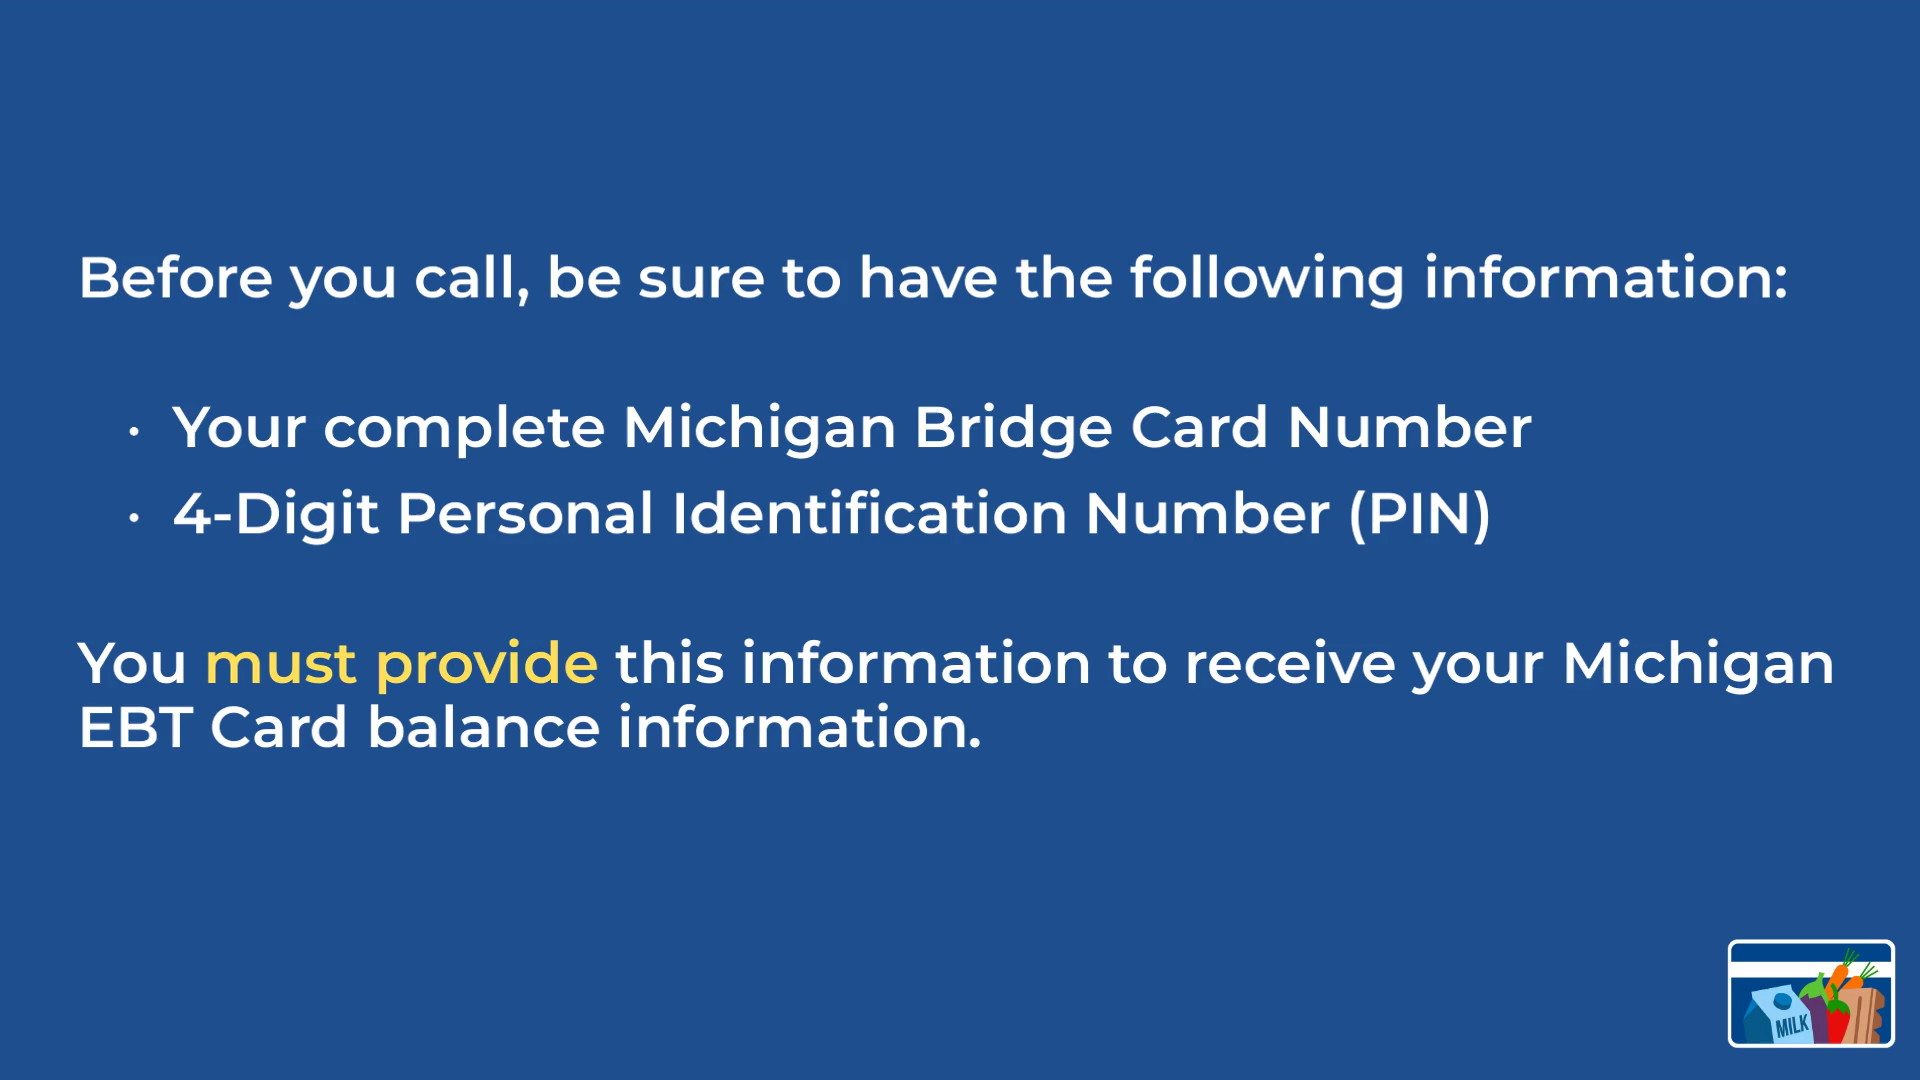 Before you call, be sure to have the following information:
• Your complete Michigan Bridge Card Number
• 4-Digit Personal Identification Number (PIN)
You must provide this information to receive your Michigan
EBT Card balance information.
MILK